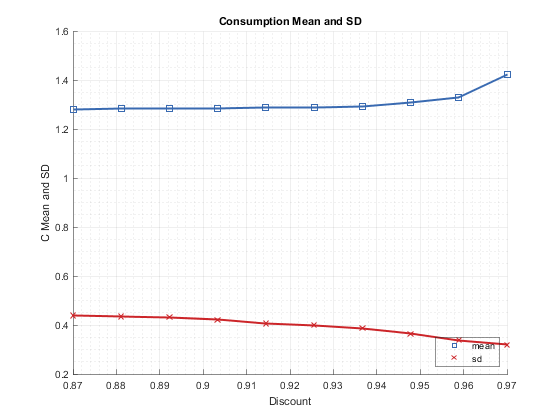 Consumption Mean and SD
1.6
1.4
1.2
1
0.8
0.6
0.4
0.2
C Mean and SD
mean
sd
0.87 0.88 0.89 0.9 0.91 0.92 0.93 0.94 0.95 0.96 0.97
Discount